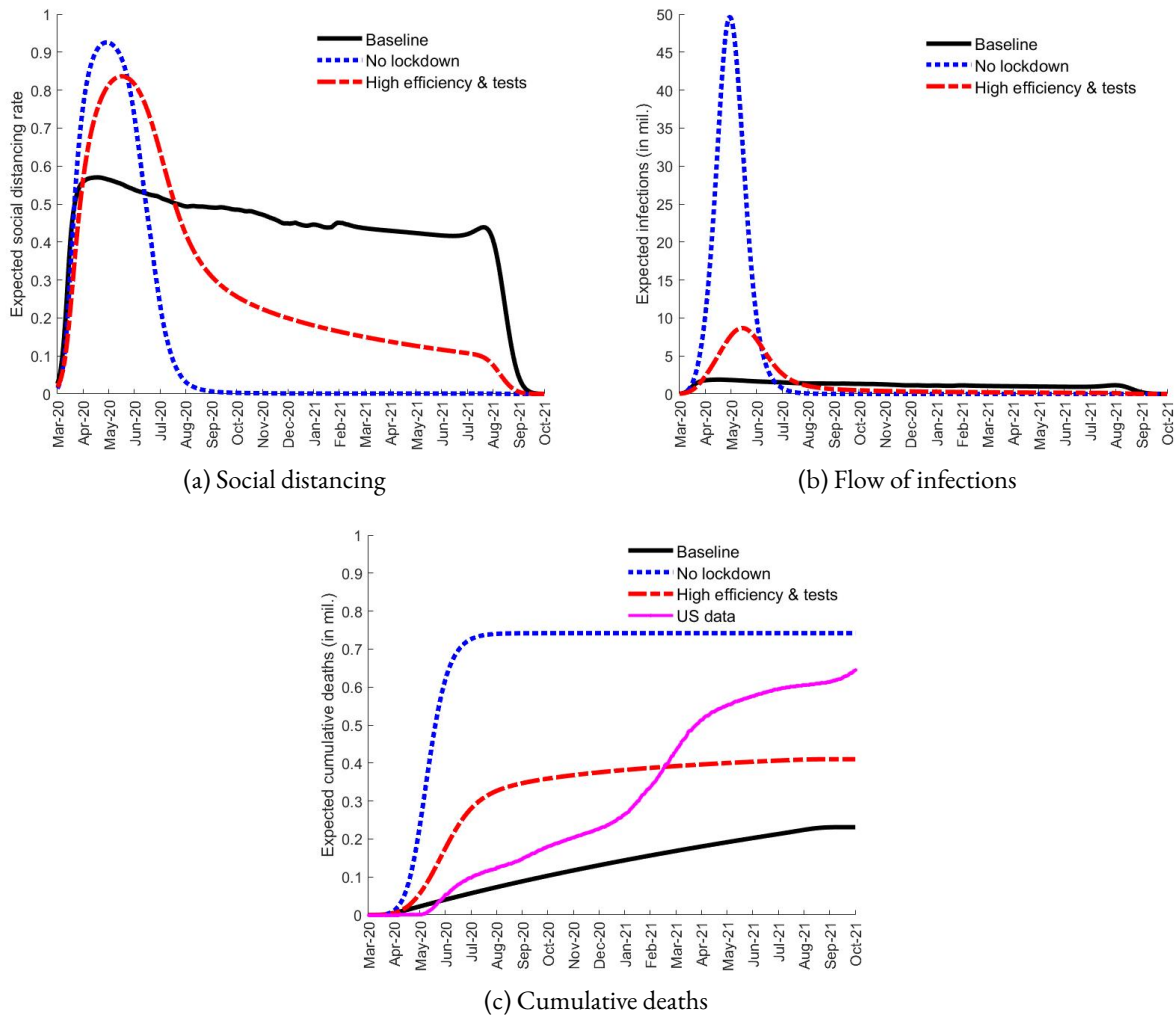 Expected social distancing rate
1
0.9
0.8
0.7
0.6
0.5
0.4
0.3
0.2
0.1
0
Baseline
No lockdown
High efficiency & tests
Mar-20
Apr-20
May-20
Jun-20
Jul-20
Aug-20
Sep-20
Oct-20
Nov-20
Dec-20
Jan-21
Feb-21
Mar-21
Apr-21
May-21
Jun-21
Jul-21
Aug-21
Sep-21
Oct-21
(a) Social distancing
Expected infections (in mil.)
50
45
40
35
30
25
20
15
10
5
0
Baseline
No lockdown
High efficiency & tests
Mar-20
Apr-20
May-20
Jun-20
Jul-20
Aug-20
Sep-20
Oct-20
Nov-20
Dec-20
Jan-21
Feb-21
Mar-21
Apr-21
May-21
Jun-21
Jul-21
Aug-21
Sep-21
Oct-21
(b) Flow of infections
Expected cumulative deaths (in mil.)
1
0.9
0.8
0.7
0.6
0.5
0.4
0.3
0.2
0.1
0
Baseline
No lockdown
High efficiency & tests
US data
Mar-20
Apr-20
May-20
Jun-20
Jul-20
Aug-20
Sep-20
Oct-20
Nov-20
Dec-20
Jan-21
Feb-21
Mar-21
Apr-21
May-21
Jun-21
Jul-21
Aug-21
Sep-21
Oct-21
(c) Cumulative deaths